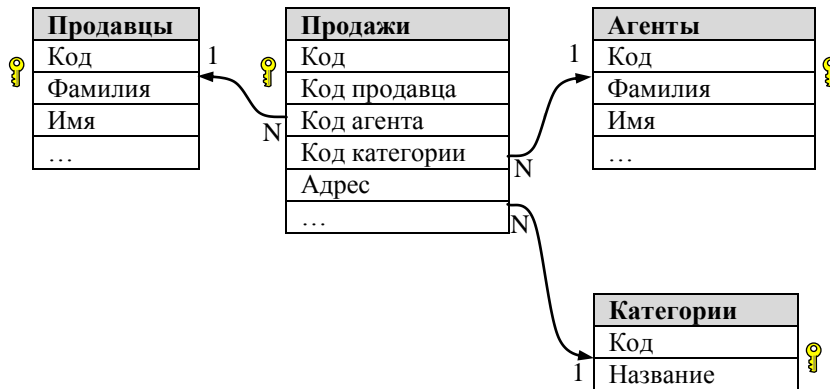 Продавцы
Код
Фамилия
Имя
…
1
N
Продажи
Код
Код продавца
Код агента
Код категории
Адрес
…
1
N
N
Агенты
Код
Фамилия
Имя
…
Категории
Код
1
Название